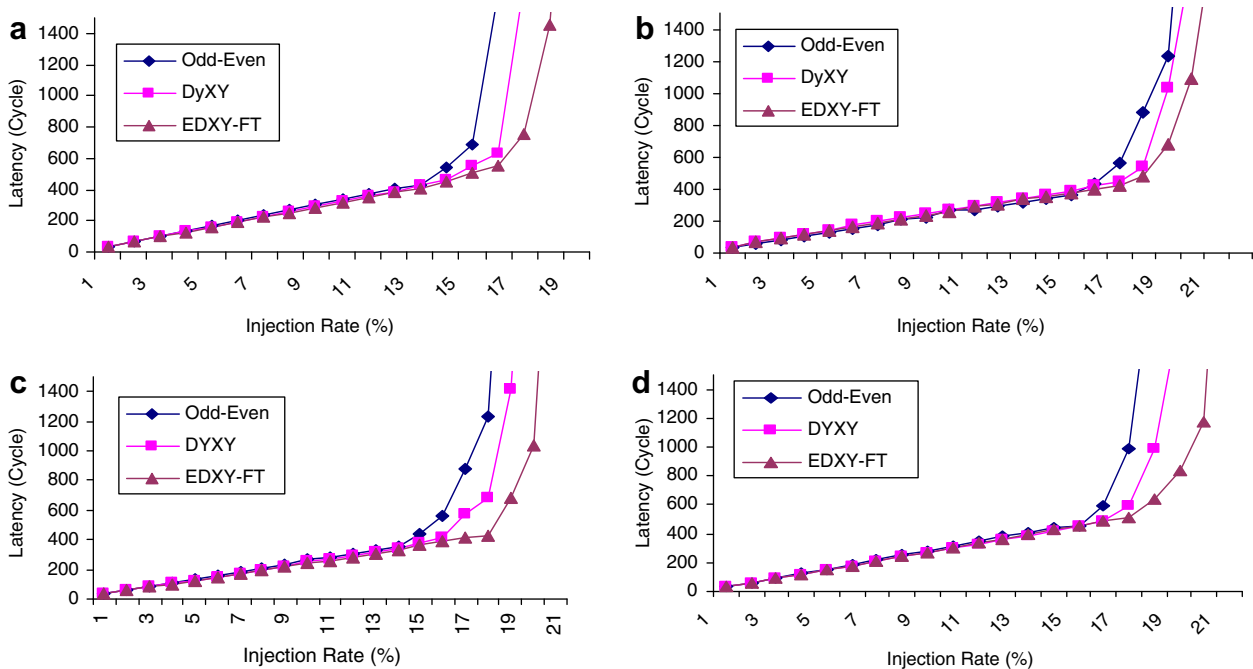 a
Latency (Cycle)
1400
1200
1000
800
600
400
200
0
Odd-Even
DyXY
EDXY-FT
1 3 5 7 9 11 13 15 17 19
Injection Rate (%)
b
Latency (Cycle)
1400
1200
1000
800
600
400
200
0
Odd-Even
DyXY
EDXY-FT
1 3 5 7 9 11 13 15 17 19 21
Injection Rate (%)
c
Latency (Cycle)
1400
1200
1000
800
600
400
200
0
Odd-Even
DYXY
EDXY-FT
1 3 5 7 9 11 13 15 17 19 21
Injection Rate (%)
d
Latency (Cycle)
1400
1200
1000
800
600
400
200
0
Odd-Even
DYXY
EDXY-FT
1 3 5 7 9 11 13 15 17 19 21
Injection Rate (%)